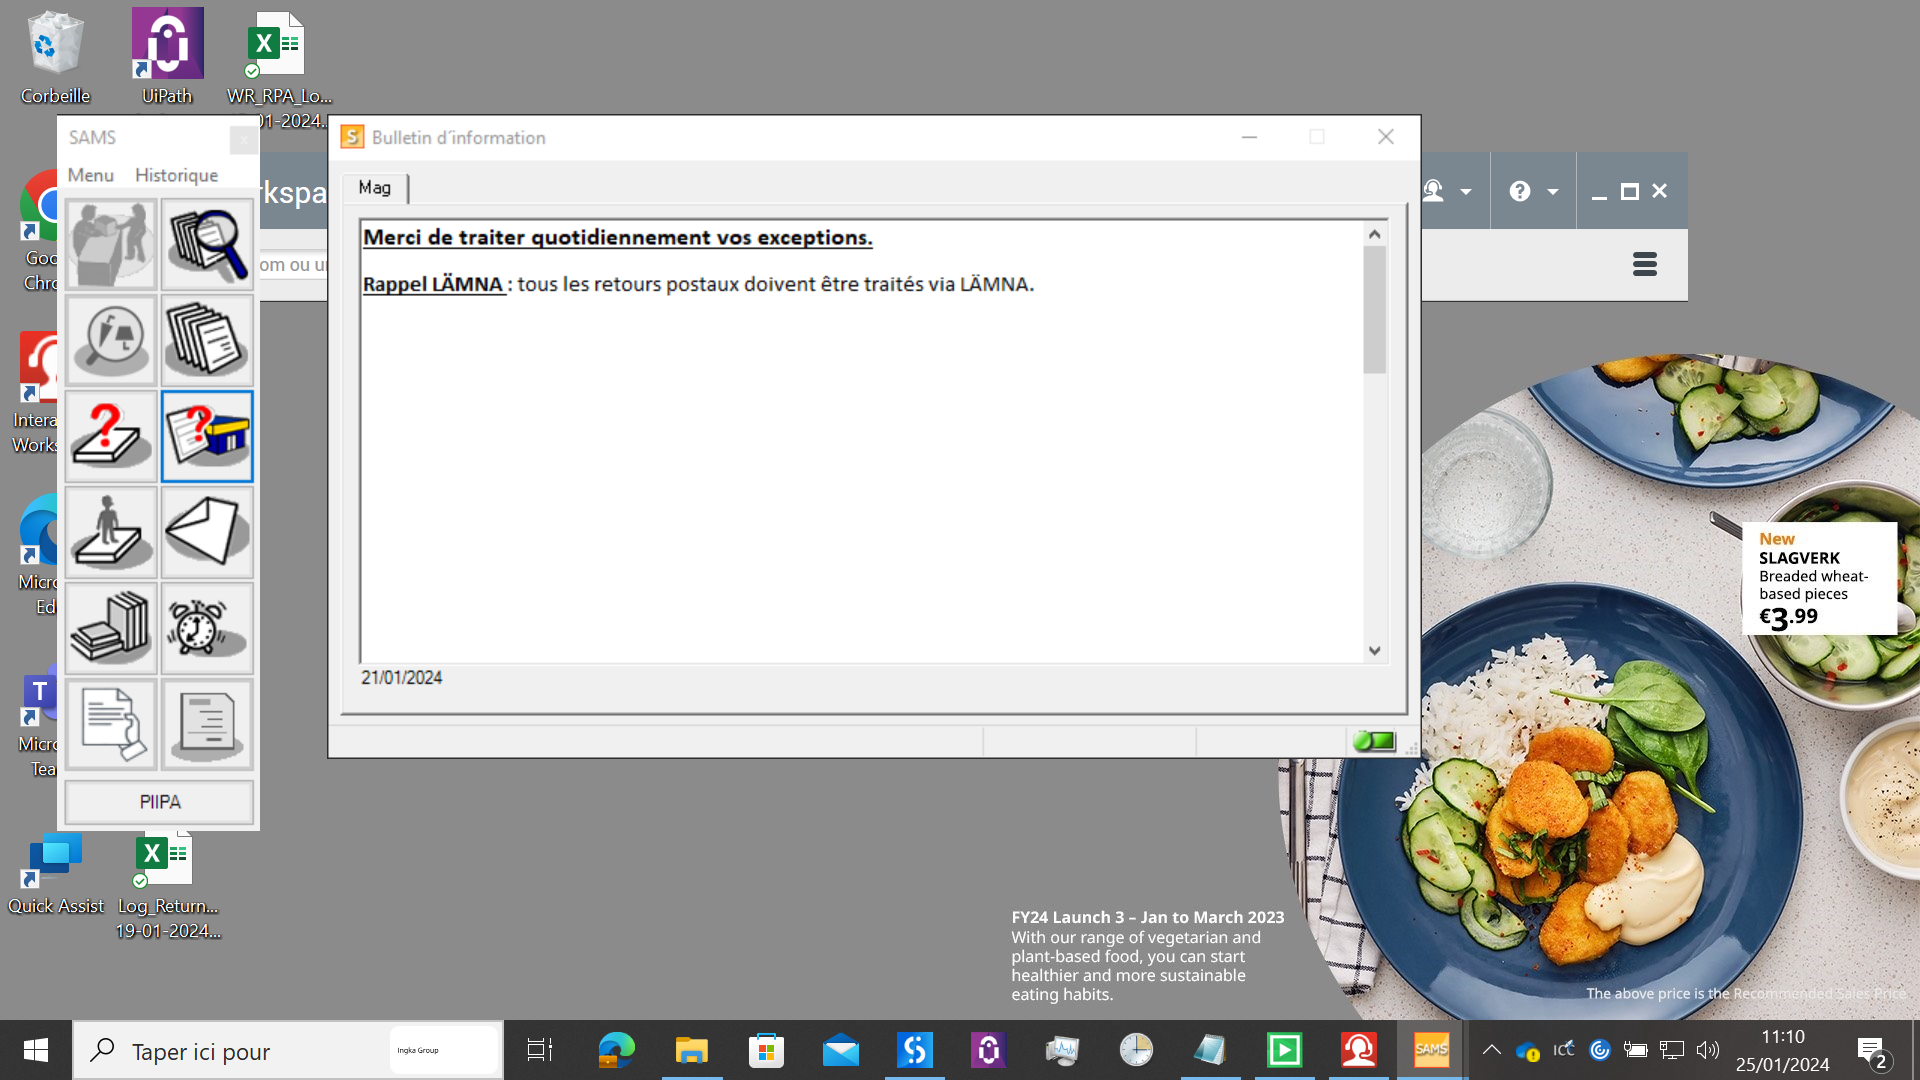 Corbeille
UiPath
WR_RPA_Lo...
01-2024...
SAMS
Menu Historique
PIIPA
Goo
Chr
Intera
Works
Micro
Ed
Micro
Tea
Quick Assist
Log_Return...
19-01-2024...
rkspa
om ou un
Bulletin d´information
Mag
Merci de traiter quotidiennement vos exceptions.
Rappel LÄMNA : tous les retours postaux doivent être traités via LÄMNA.
21/01/2024
New
SLAGVERK
Breaded wheat-
based pieces
€3.99
FY24 Launch 3 – Jan to March 2023
With our range of vegetarian and
plant-based food, you can start
healthier and more sustainable
eating habits.
The above price is the Recommended Sales Price
Taper ici pour
Ingka Group
SAMS
ICC
11:10
25/01/2024
2